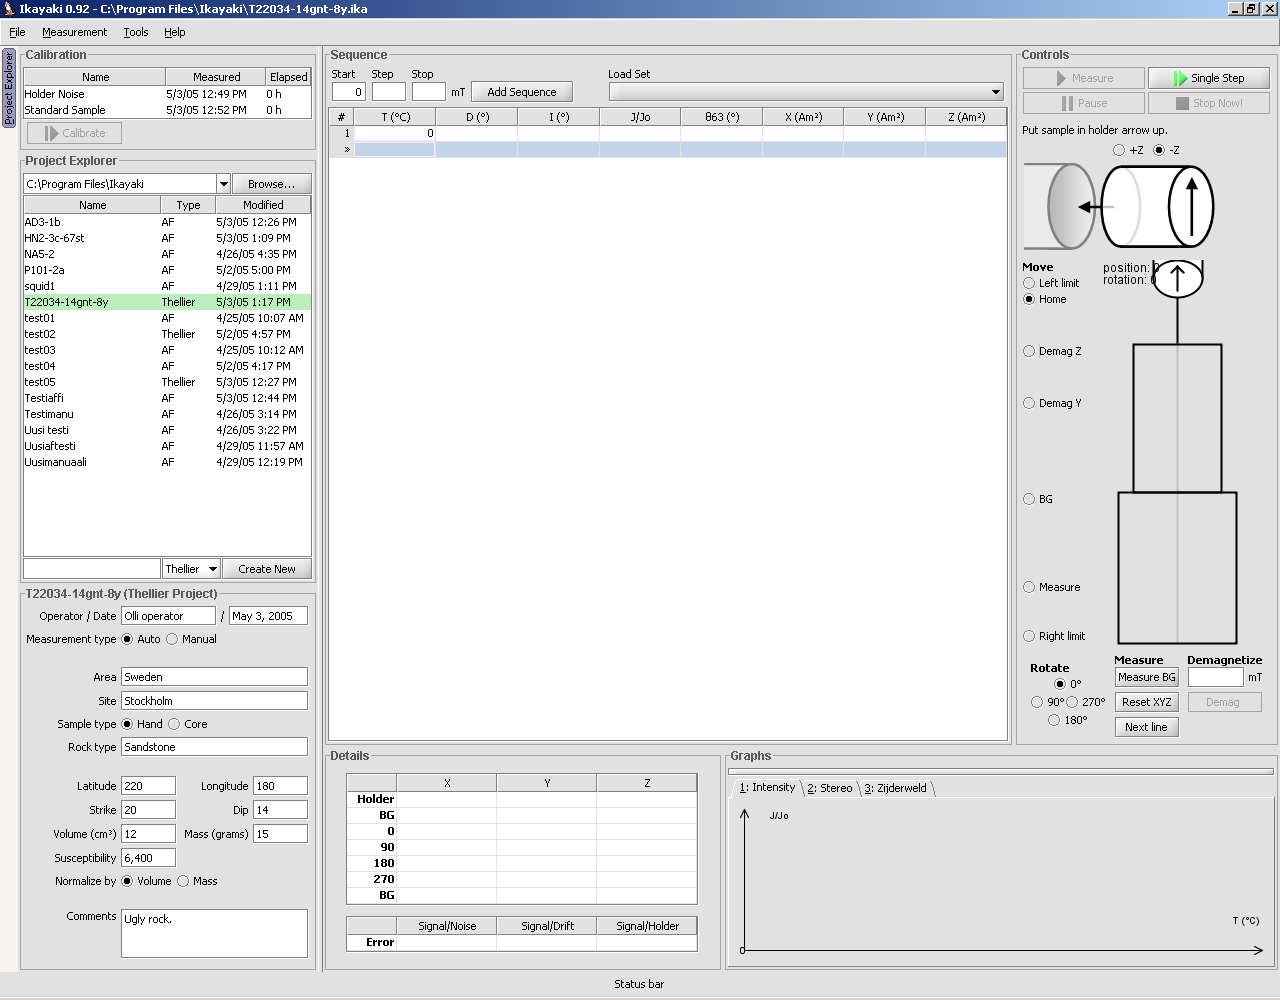 Ikayaki 0.92 - C:\Program Files\Ikayaki\T22034-14gnt-8y.ika
File Measurement Tools Help
Project Explorer
Calibration
Name Measured Elapsed
Holder Noise 5/3/05 12:49 PM 0 h
Standard Sample 5/3/05 12:52 PM 0 h
Calibrate
Project Explorer
C:\Program Files\Ikayaki Browse...
Name Type Modified
AD3-1b AF 5/3/05 12:26 PM
HN2-3c-67st AF 5/3/05 1:09 PM
NA5-2 AF 4/26/05 4:35 PM
P101-2a AF 5/2/05 5:00 PM
squid1 AF 4/29/05 1:11 PM
T22034-14gnt-8y Thellier 5/3/05 1:17 PM
test01 AF 4/25/05 10:07 AM
test02 Thellier 5/2/05 4:57 PM
test03 AF 4/25/05 10:12 AM
test04 AF 5/2/05 4:17 PM
test05 Thellier 5/3/05 12:27 PM
Testiaffi AF 5/3/05 12:44 PM
Testimanu AF 4/26/05 3:14 PM
Uusi testi AF 4/26/05 3:22 PM
Uusiaftesti AF 4/29/05 11:57 AM
Uusimanuaali AF 4/29/05 12:19 PM
Thellier Create New
T22034-14gnt-8y (Thellier Project)
Operator / Date Olli operator / May 3, 2005
Measurement type Auto Manual
Area Sweden
Site Stockholm
Sample type Hand Core
Rock type Sandstone
Latitude 220 Longitude 180
Strike 20 Dip 14
Volume (cm³) 12 Mass (grams) 15
Susceptibility 6,400
Normalize by Volume Mass
Comments Ugly rock.
Sequence
Start Step Stop Load Set
0 mT Add Sequence
# T (°C) D (°) I (°) J/Jo θ63 (°) X (Am²) Y (Am²) Z (Am²)
1 0
»
Details
X Y Z
Holder
BG
0
90
180
270
BG
Signal/Noise Signal/Drift Signal/Holder
Error
Graphs
1: Intensity 2: Stereo 3: Zijderweld
J/Jo
T (°C)
0
Controls
Measure Single Step
Pause Stop Now!
Put sample in holder arrow up.
+Z -Z
Move
position: 0
rotation: 0
Left limit
Home
Demag Z
Demag Y
BG
Measure
Right limit
Rotate
0°
90° 270°
180°
Measure
Measure BG
Reset XYZ
Next line
Demagnetize
mT
Demag
Status bar